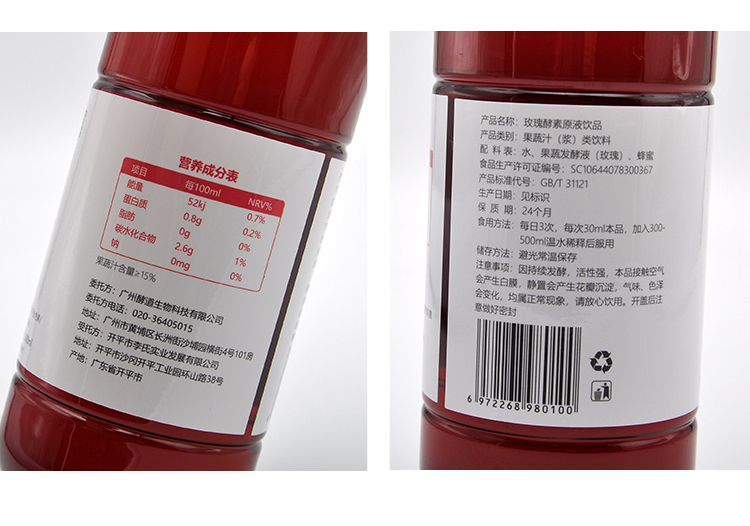 营养成分表
项目 每100ml NRV%
能量 52kj 0.7%
蛋白质 0.8g 0.2%
脂肪 0g 0%
碳水化合物 2.6g 1%
钠 0mg 0%
果蔬汁含量≥15%
委托方：广州酵道生物科技有限公司
委托方电话：020-36405015
地址：广州市黄埔区长洲街沙埔园横街4号101房
受托方：开平市李氏实业发展有限公司
地址：开平市沙冈开平工业园环山路38号
产地：广东省开平市
产品名称：玫瑰酵素原液饮品
产品类别：果蔬汁（浆）类饮料
配 料 表：水、果蔬发酵液（玫瑰）、蜂蜜
食品生产许可证编号：SC10644078300367
产品标准代号：GB/T 31121
生产日期：见标识
保 质 期：24个月
食用方法：每日3次，每次30ml本品，加入300-
500ml温水稀释后服用
储存方法：避光常温保存
注意事项：因持续发酵，活性强，本品接触空气
会产生白膜，静置会产生花瓣沉淀，气味、色泽
会变化，均属正常现象，请放心饮用。开盖后注
意做好密封
6 972268 980100